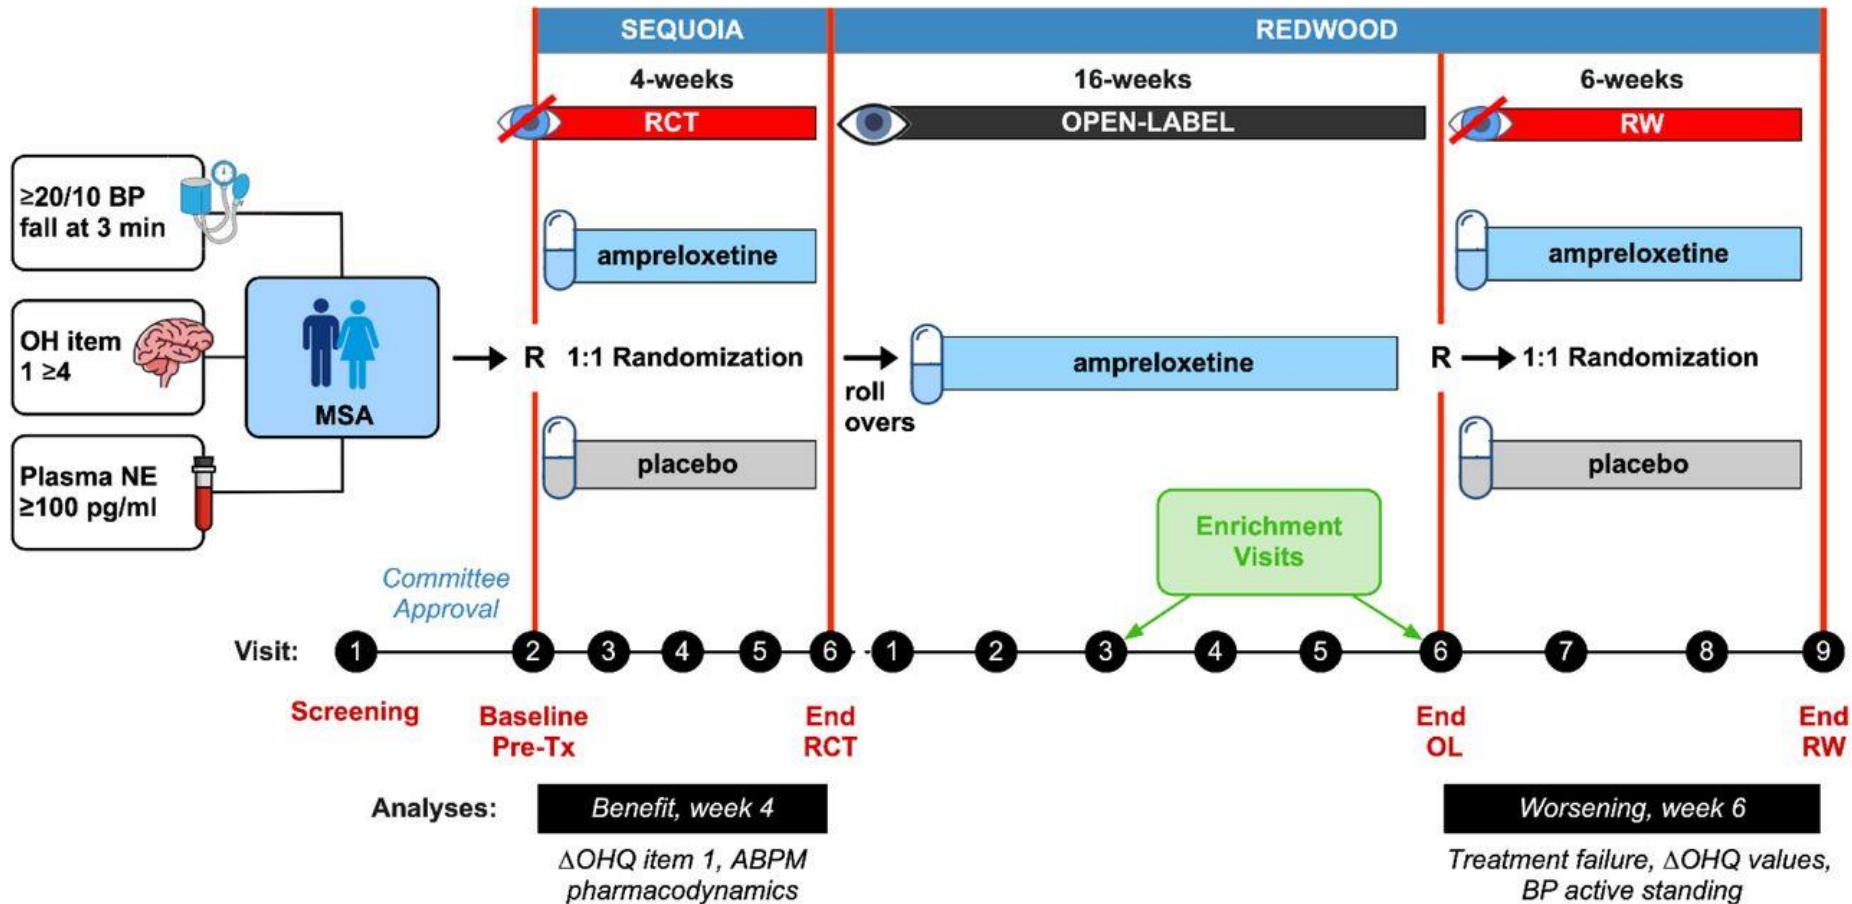 SEQUOIA
REDWOOD
4-weeks
16-weeks
6-weeks
RCT
OPEN-LABEL
RW
≥20/10 BP
fall at 3 min
OH item
1 ≥4
Plasma NE
≥100 pg/ml
MSA
ampreloxetine
R 1:1 Randomization
placebo
roll
overs
ampreloxetine
ampreloxetine
R 1:1 Randomization
placebo
Enrichment
Visits
Committee
Approval
Visit: 1 2 3 4 5 6 1 2 3 4 5 6 7 8 9
Screening
Baseline
Pre-Tx
End
RCT
End
OL
End
RW
Analyses:
Benefit, week 4
ΔOHQ item 1, ABPM
pharmacodynamics
Worsening, week 6
Treatment failure, ΔOHQ values,
BP active standing